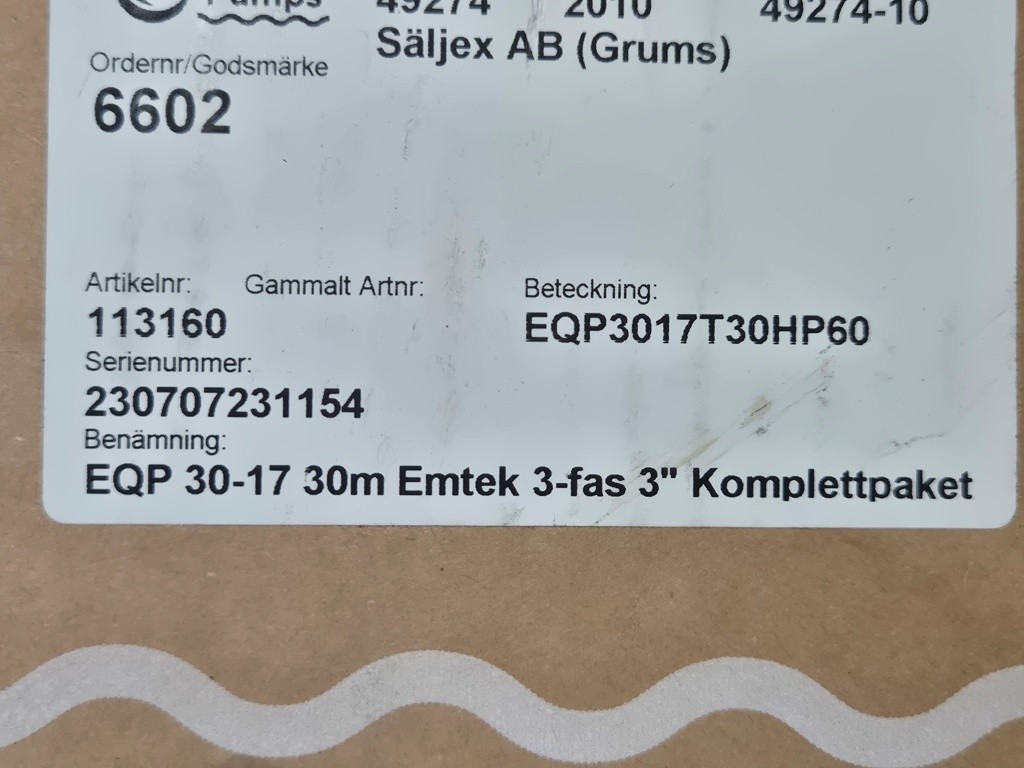 Pumps 49274 2010 49274-10
Säljex AB (Grums)
Ordernr/Godsmärke
6602
Artikelnr: Gammalt Artnr: Beteckning:
113160 EQP3017T30HP60
Serienummer:
230707231154
Benämning:
EQP 30-17 30m Emtek 3-fas 3" Komplettpaket